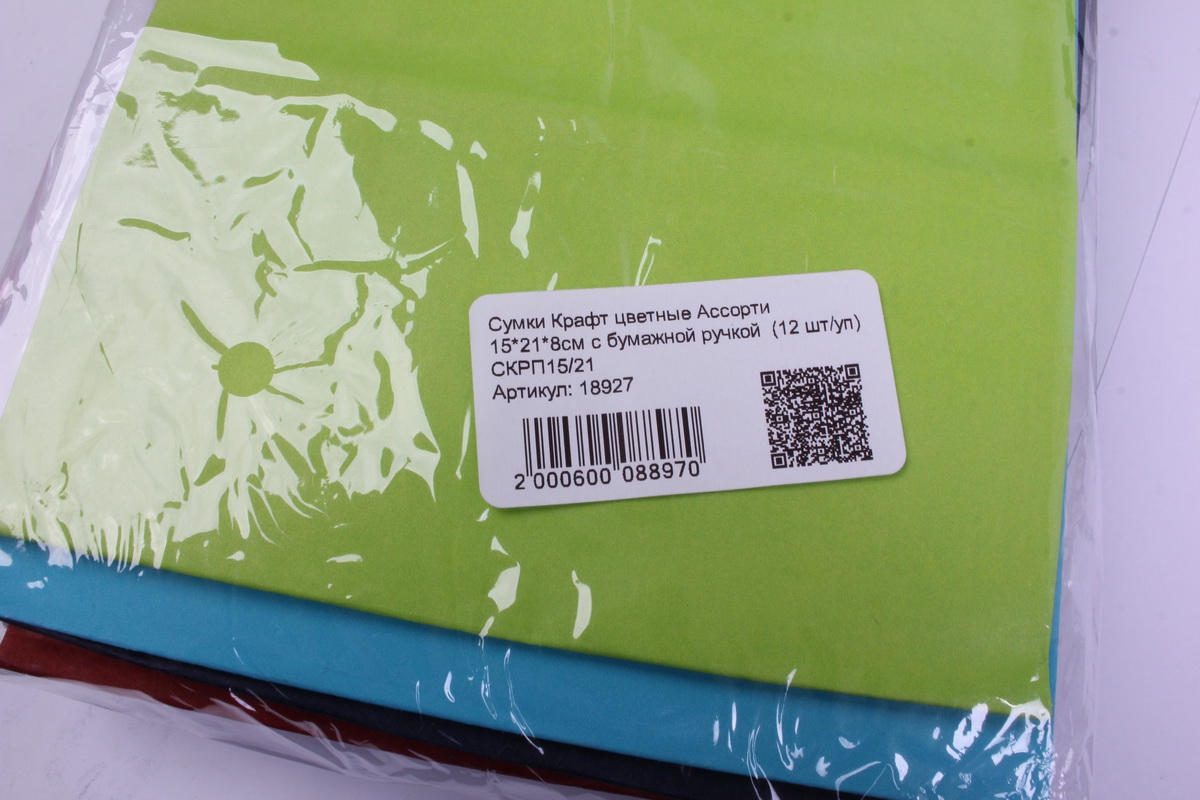 Сумки Крафт цветные Ассорти
15*21*8см с бумажной ручкой (12 шт/уп)
СКРП15/21
Артикул: 18927
2 000600 088970